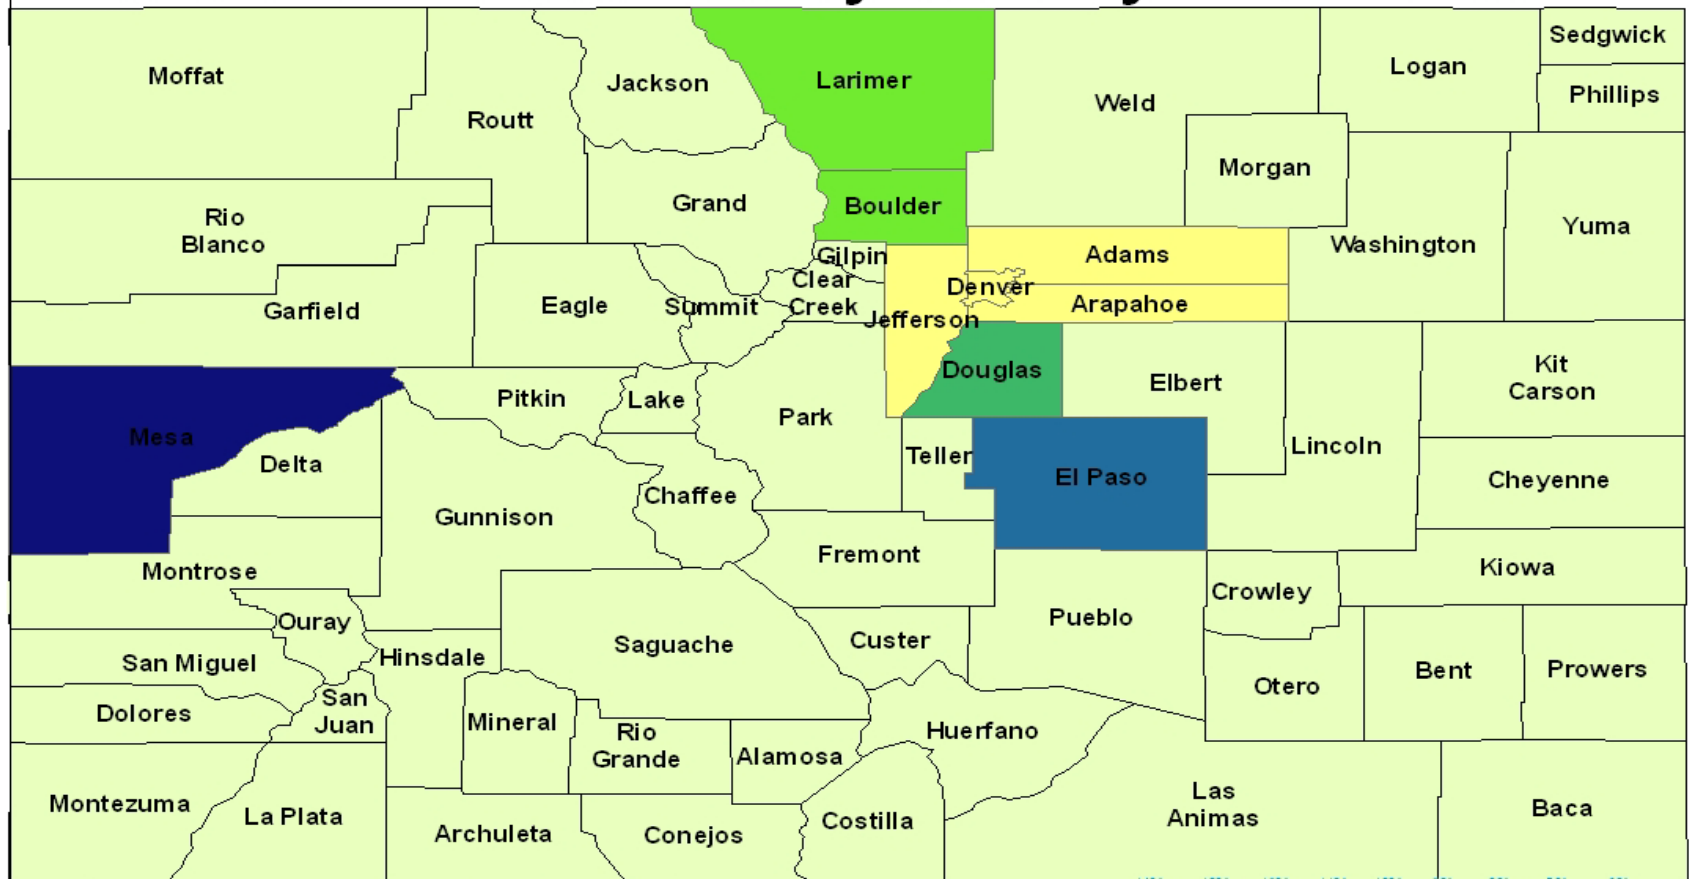 Moffat
Routt
Jackson
Larimer
Weld
Logan
Sedgwick
Phillips
Morgan
Rio
Blanco
Grand
Boulder
Washington
Yuma
Garfield
Eagle
Summit
Gilpin
Clear
Creek
Jefferson
Denver
Adams
Arapahoe
Mesa
Delta
Pitkin
Lake
Park
Douglas
Elbert
Lincoln
Kit
Carson
Teller
El Paso
Cheyenne
Gunnison
Chaffee
Fremont
Montrose
Ouray
Crowley
Kiowa
San Miguel
Hinsdale
Saguache
Custer
Pueblo
Otero
Bent
Prowers
Dolores
San
Juan
Mineral
Rio
Grande
Alamosa
Huerfano
Montezuma
La Plata
Archuleta
Conejos
Costilla
Las
Animas
Baca